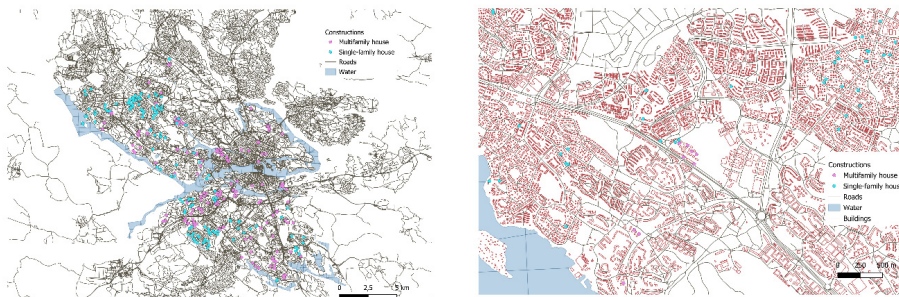 Constructions
Multifamily house
Single-family house
Roads
Water
0 2,5 5 km
Constructions
Multifamily house
Single-family house
Roads
Water
Buildings
0 250 500 m